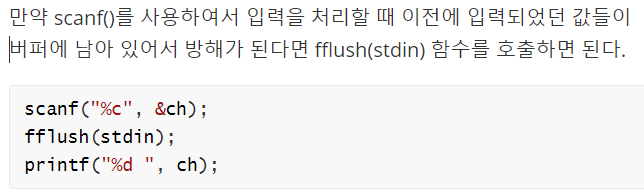 만약 scanf()를 사용하여서 입력을 처리할 때 이전에 입력되었던 값들이
버퍼에 남아 있어서 방해가 된다면 fflush(stdin) 함수를 호출하면 된다.
scanf("%c", &ch);
fflush(stdin);
printf("%d ", ch);